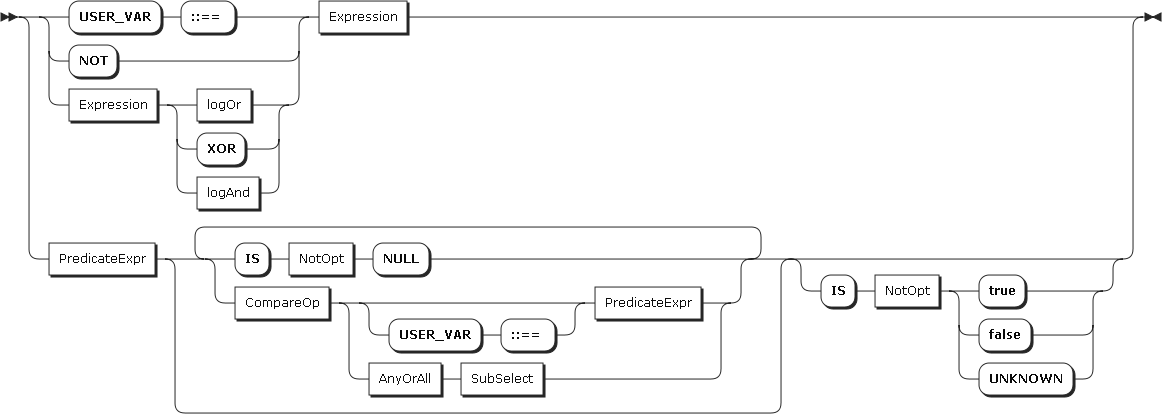 USER_VAR ::== Expression
NOT
Expression logOr
XOR
logAnd
PredicateExpr IS NotOpt NULL
IS NotOpt true
CompareOp PredicateExpr
USER_VAR ::== false
AnyOrAll SubSelect UNKNOWN